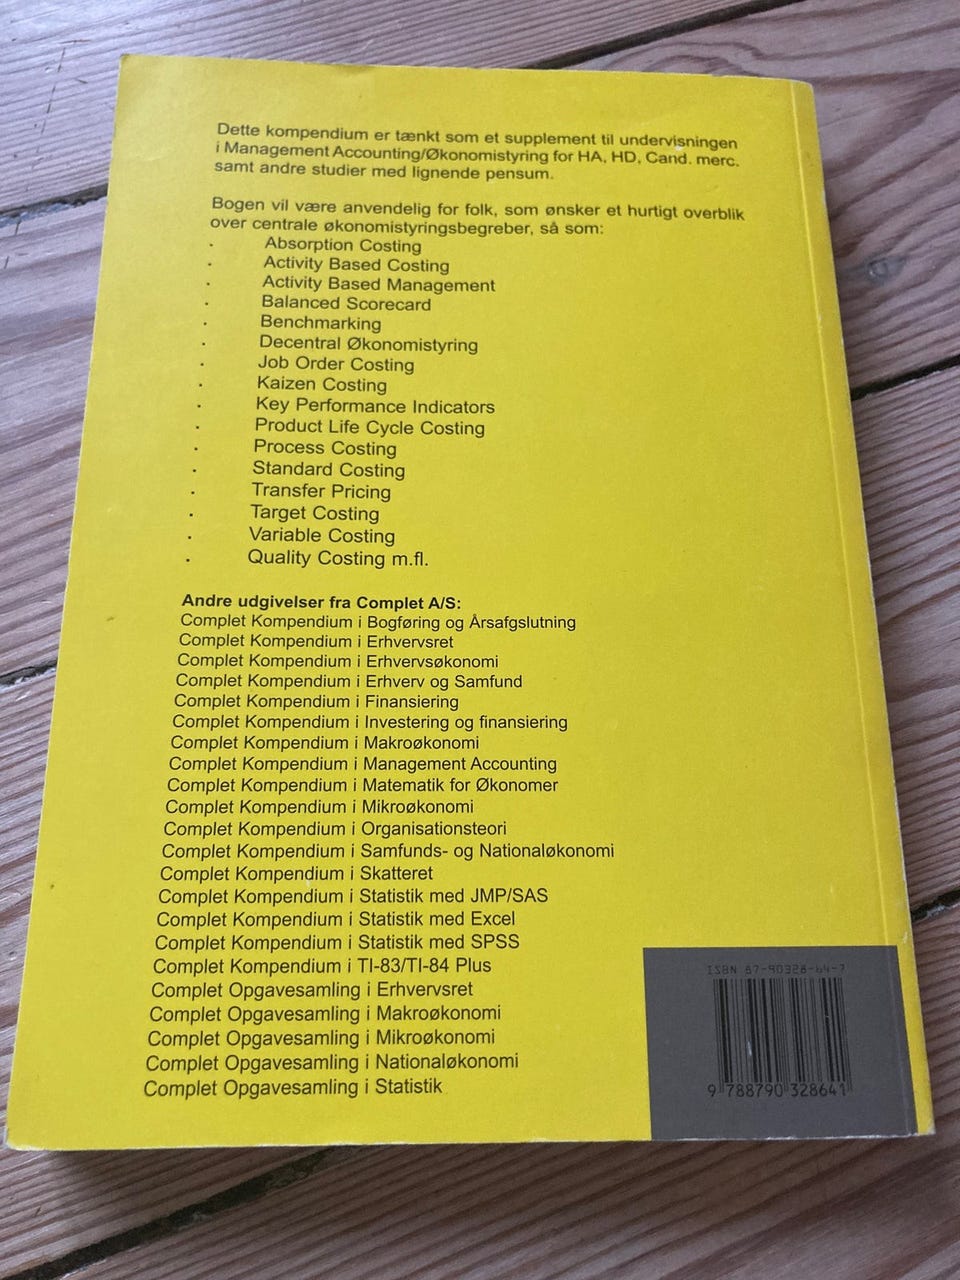 Dette kompendium er tænkt som et supplement til undervisningen
i Management Accounting/Økonomistyring for HA, HD, Cand. merc.
samt andre studier med lignende pensum.
Bogen vil være anvendelig for folk, som ønsker et hurtigt overblik
over centrale økonomistyringsbegreber, så som:
· Absorption Costing
· Activity Based Costing
· Activity Based Management
· Balanced Scorecard
· Benchmarking
· Decentral Økonomistyring
· Job Order Costing
· Kaizen Costing
· Key Performance Indicators
· Product Life Cycle Costing
· Process Costing
· Standard Costing
· Transfer Pricing
· Target Costing
· Variable Costing
· Quality Costing m.fl.
Andre udgivelser fra Complet A/S:
Complet Kompendium i Bogføring og Årsafgslutning
Complet Kompendium i Erhvervsret
Complet Kompendium i Erhvervsøkonomi
Complet Kompendium i Erhverv og Samfund
Complet Kompendium i Finansiering
Complet Kompendium i Investering og finansiering
Complet Kompendium i Makroøkonomi
Complet Kompendium i Management Accounting
Complet Kompendium i Matematik for Økonomer
Complet Kompendium i Mikroøkonomi
Complet Kompendium i Organisationsteori
Complet Kompendium i Samfunds- og Nationaløkonomi
Complet Kompendium i Skatteret
Complet Kompendium i Statistik med JMP/SAS
Complet Kompendium i Statistik med Excel
Complet Kompendium i Statistik med SPSS
Complet Kompendium i TI-83/TI-84 Plus
Complet Opgavesamling i Erhvervsret
Complet Opgavesamling i Makroøkonomi
Complet Opgavesamling i Mikroøkonomi
Complet Opgavesamling i Nationaløkonomi
Complet Opgavesamling i Statistik
ISBN 87-90328-64-7
9 788790 328641